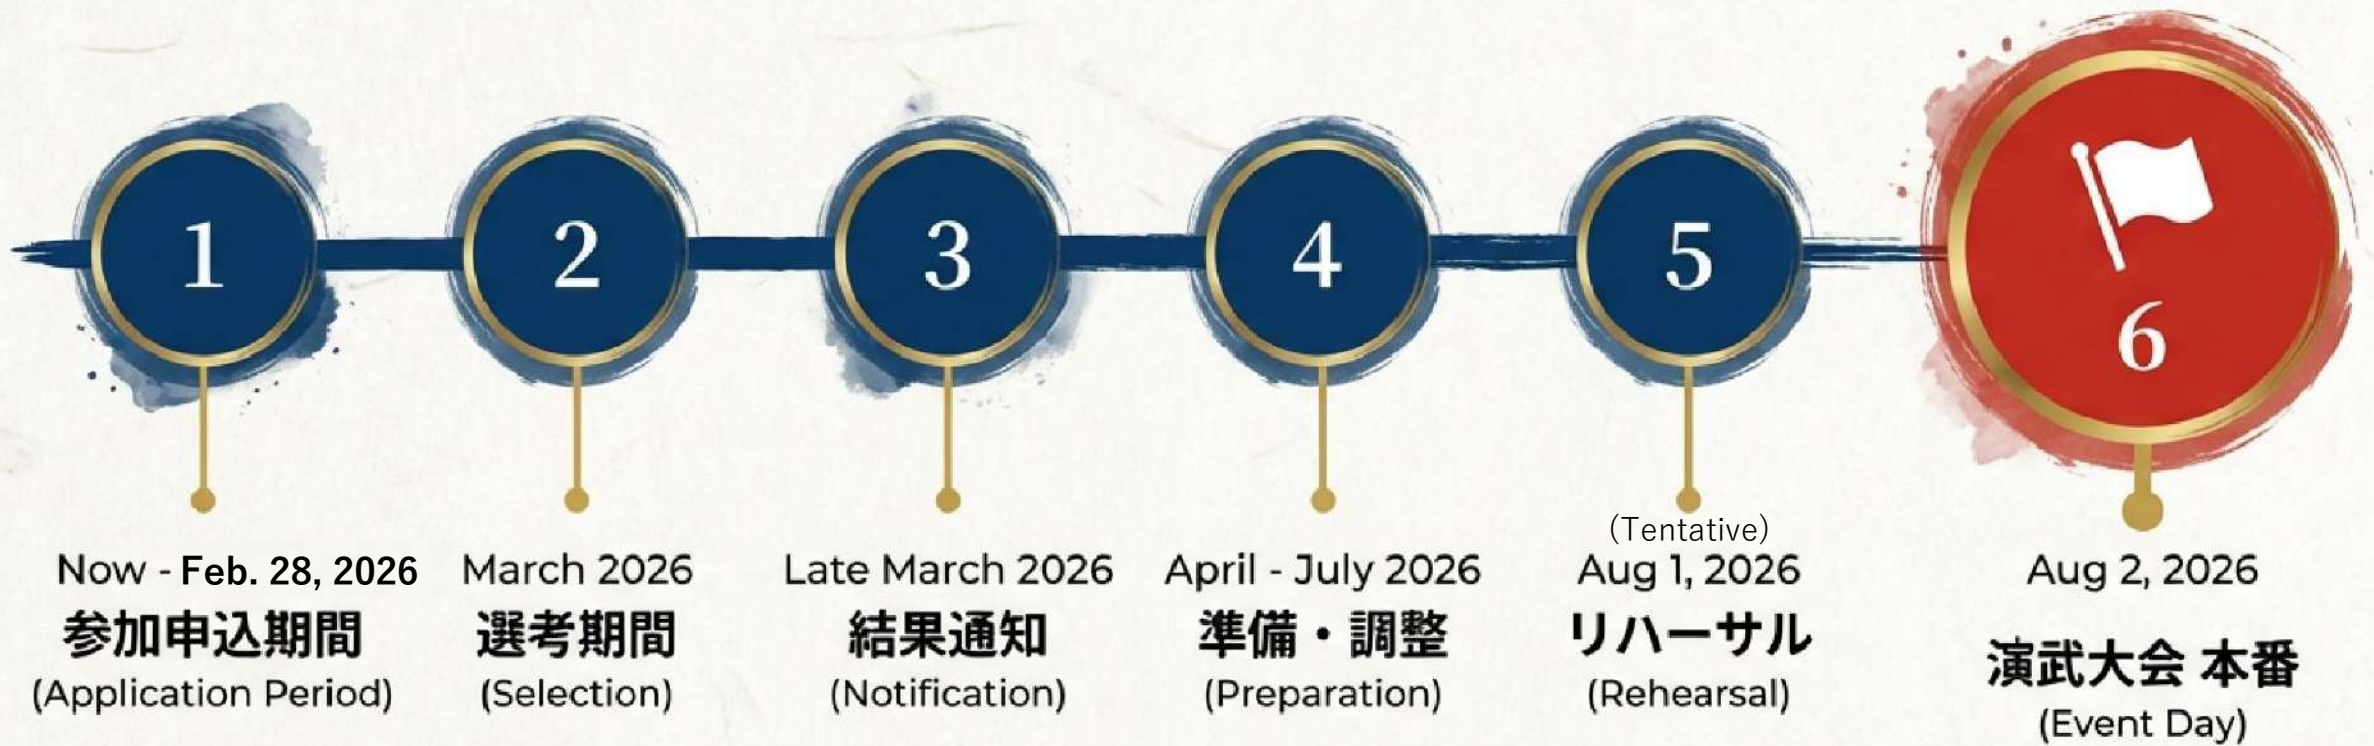 1
Now - Feb. 28, 2026
参加申込期間
(Application Period)
2
March 2026
選考期間
(Selection)
3
Late March 2026
結果通知
(Notification)
4
April - July 2026
準備・調整
(Preparation)
5
(Tentative)
Aug 1, 2026
リハーサル
(Rehearsal)
6
Aug 2, 2026
演武大会 本番
(Event Day)